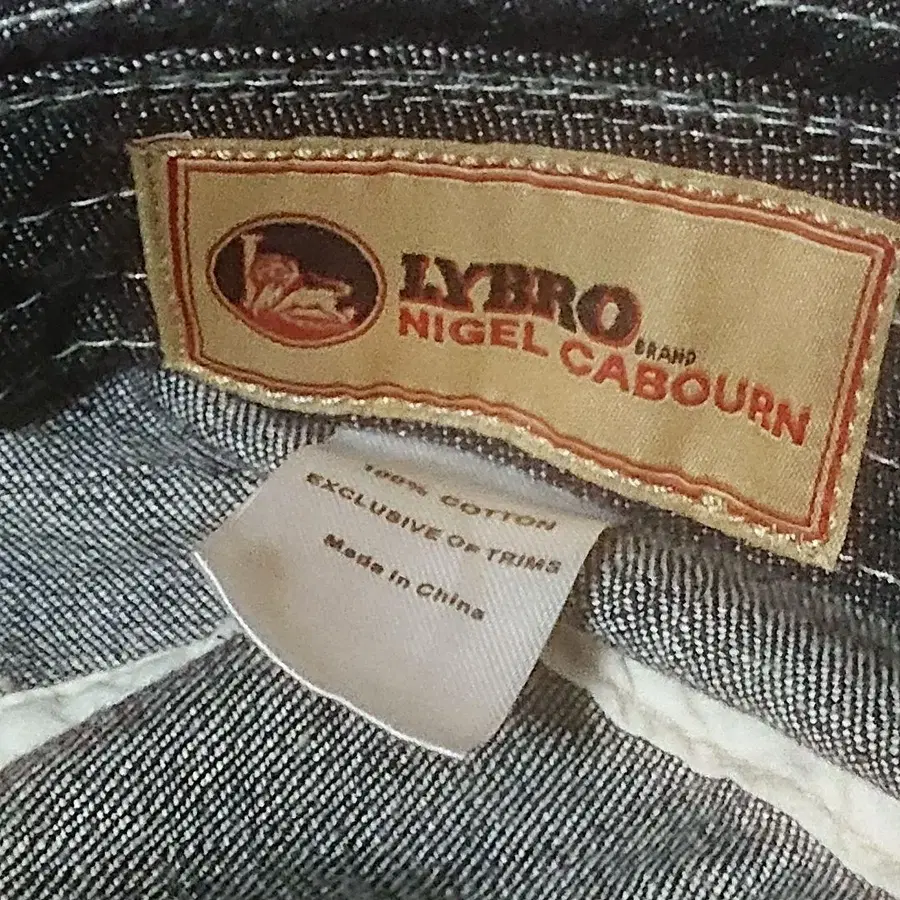 LYBRO
BRAND
NIGEL CABOURN
100% COTTON
EXCLUSIVE OF TRIMS
Made in China